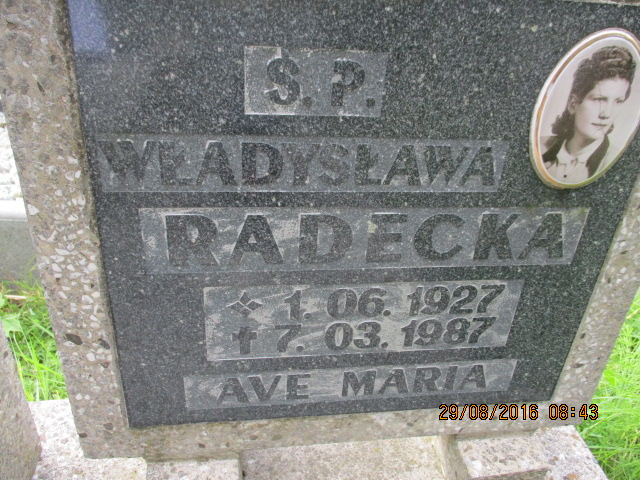 Ś.P.
WŁADYSŁAWA
RADECKA
1.06.1927
✝ 7.03.1987
AVE MARIA
29/08/2016 08:43